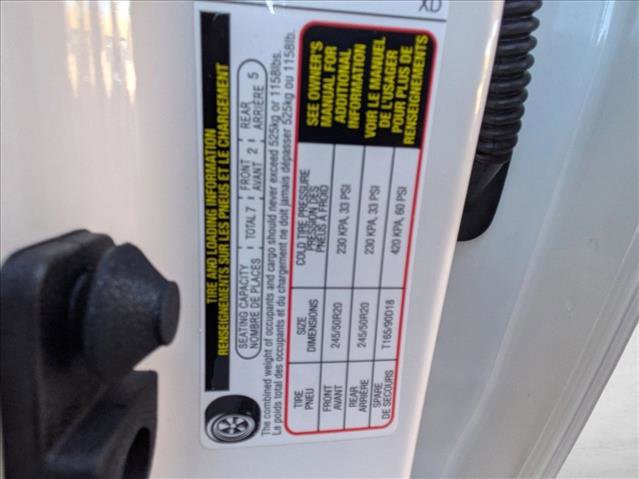 XD
TIRE AND LOADING INFORMATION
RENSEIGNEMENTS SUR LES PNEUS ET LE CHARGEMENT
SEATING CAPACITY TOTAL 7 FRONT 2 REAR 5
NOMBRE DE PLACES AVANT ARRIÈRE
The combined weight of occupants and cargo should never exceed 525kg or 1158lbs.
Le poids total des occupants et du chargement ne doit jamais dépasser 525kg ou 1158lb.
TIRE SIZE COLD TIRE PRESSURE
PNEU DIMENSIONS PRESSION DES
PNEUS À FROID
FRONT 245/50R20 230 KPA, 33 PSI
AVANT
REAR 245/50R20 230 KPA, 33 PSI
ARRIÈRE
SPARE T165/90D18 420 KPA, 60 PSI
DE SECOURS
SEE OWNER'S
MANUAL FOR
ADDITIONAL
INFORMATION
VOIR LE MANUEL
DE L'USAGER
POUR PLUS DE
RENSEIGNEMENTS